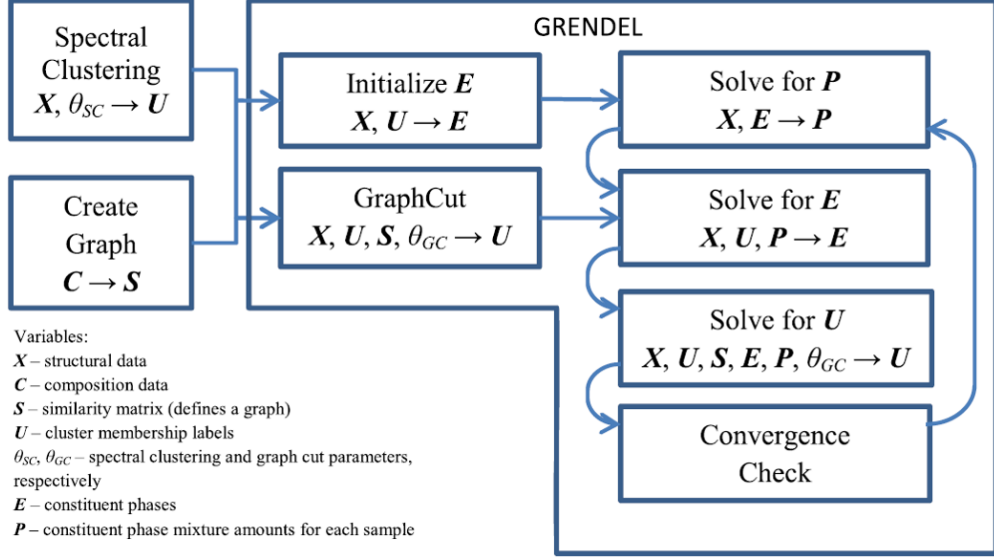 Spectral
Clustering
X, θSC → U
Create
Graph
C → S
GRENDEL
Initialize E
X, U → E
GraphCut
X, U, S, θGC → U
Solve for P
X, E → P
Solve for E
X, U, P → E
Solve for U
X, U, S, E, P, θGC → U
Convergence
Check
Variables:
X – structural data
C – composition data
S – similarity matrix (defines a graph)
U – cluster membership labels
θSC, θGC – spectral clustering and graph cut parameters,
respectively
E – constituent phases
P – constituent phase mixture amounts for each sample